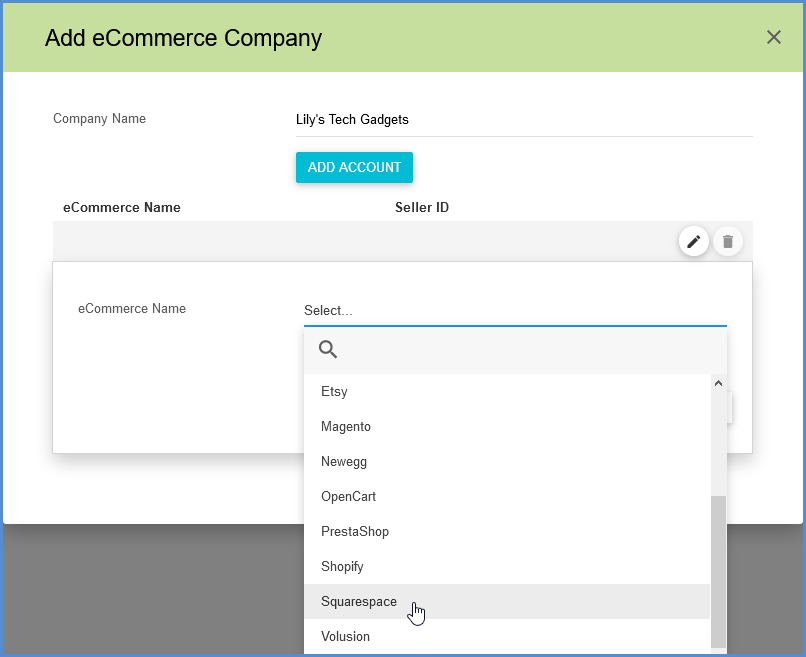 Add eCommerce Company
Company Name
Lily's Tech Gadgets
ADD ACCOUNT
eCommerce Name Seller ID
eCommerce Name
Select...
Etsy
Magento
Newegg
OpenCart
PrestaShop
Shopify
Squarespace
Volusion